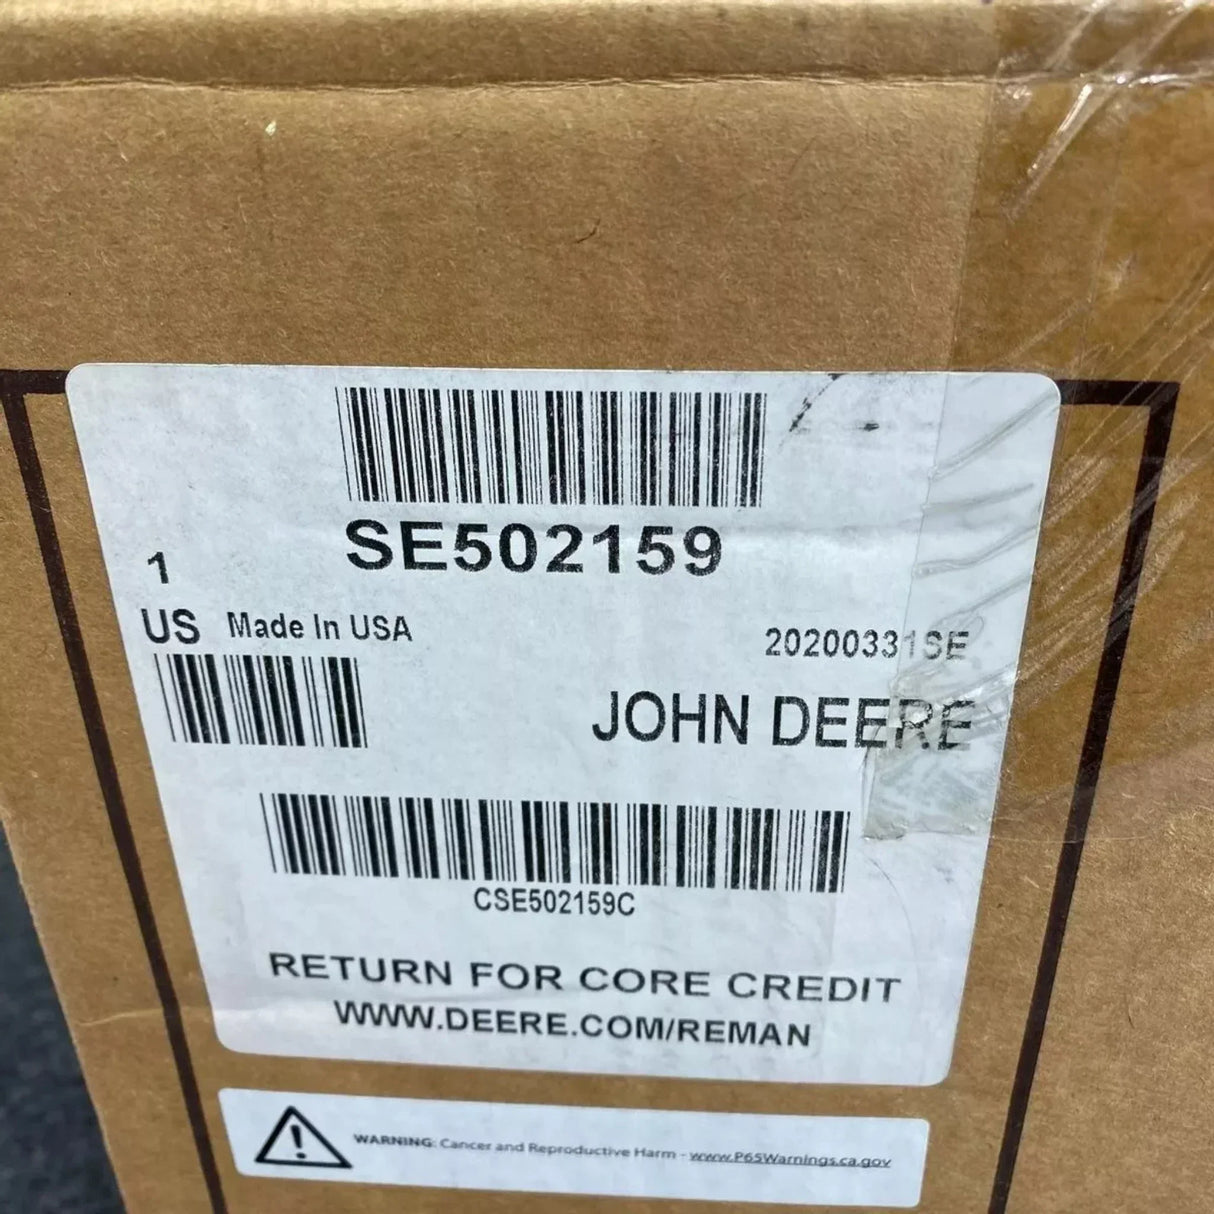 SE502159
1
US Made In USA
20200331SE
JOHN DEERE
CSE502159C
RETURN FOR CORE CREDIT
WWW.DEERE.COM/REMAN
WARNING: Cancer and Reproductive Harm - www.P65Warnings.ca.gov